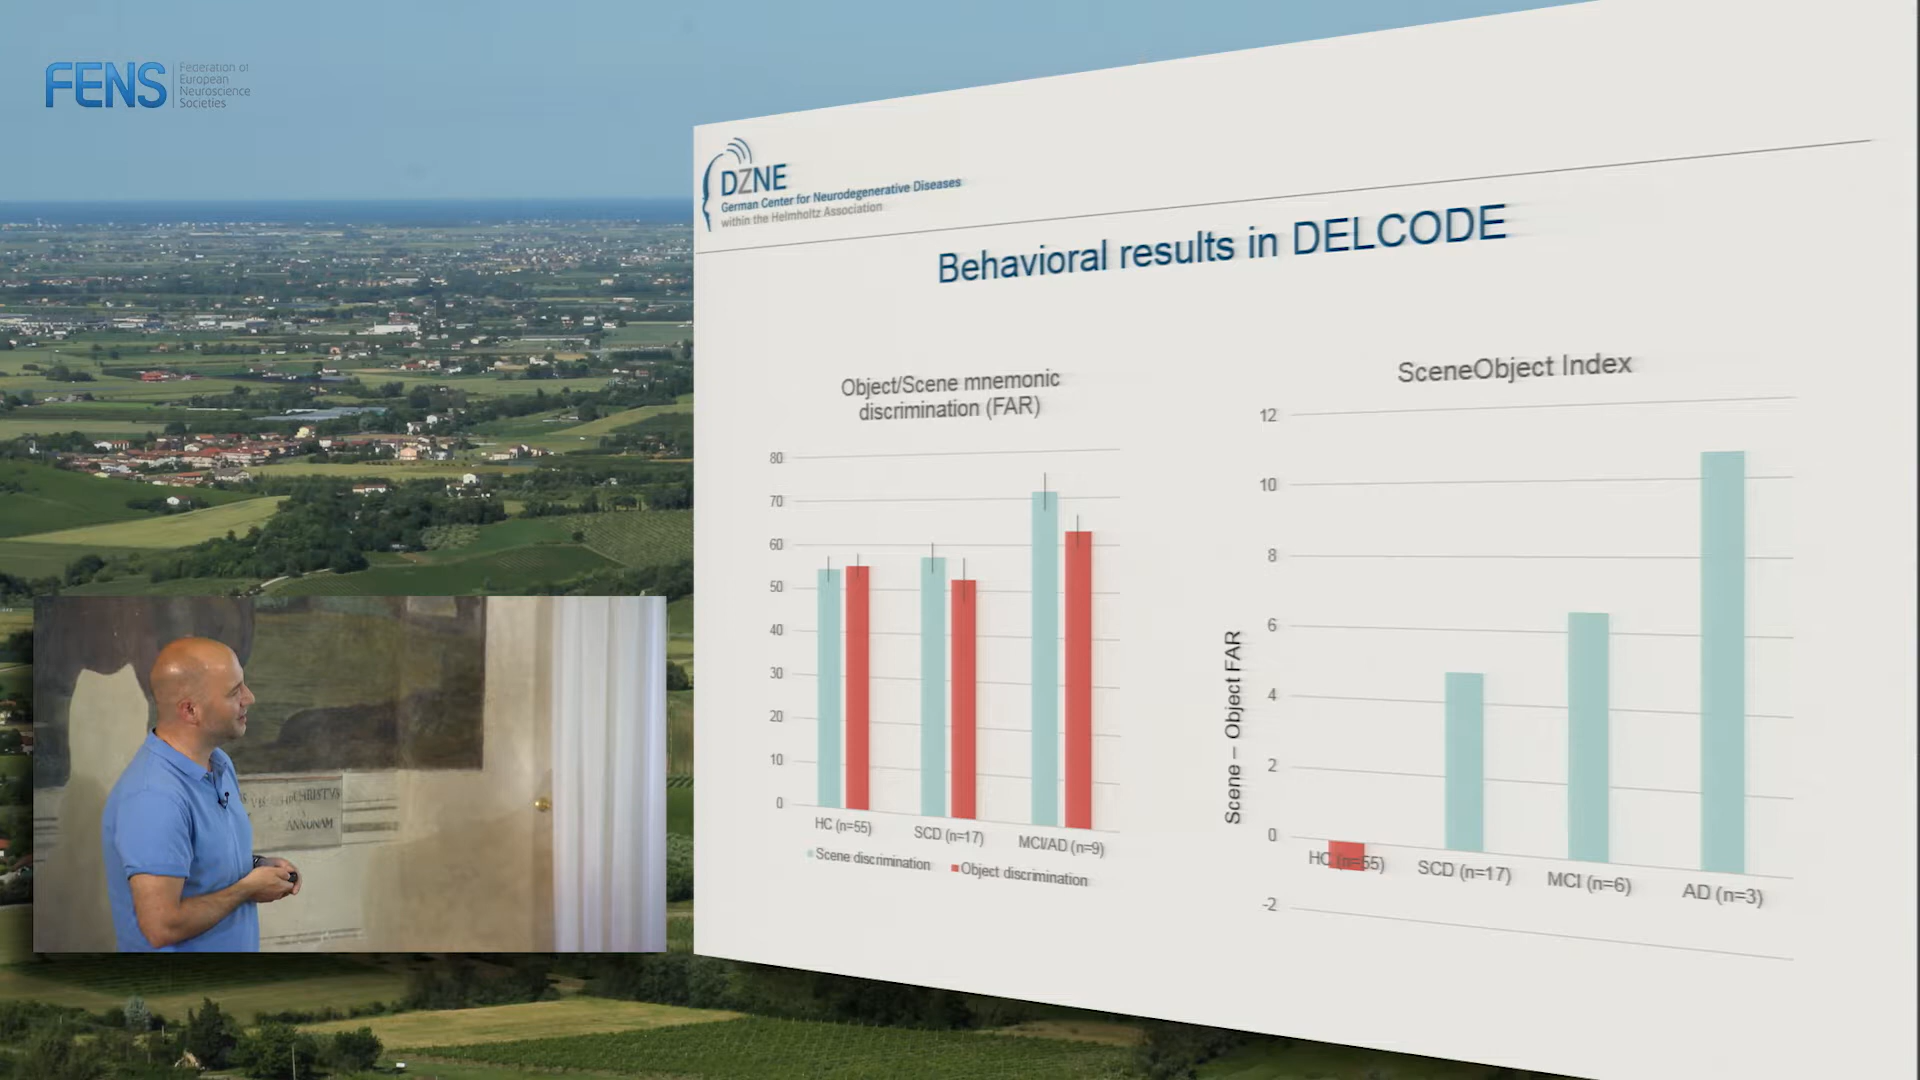 FENS
Federation of
European
Neuroscience
Societies
DZNE
German Center for Neurodegenerative Diseases
within the Helmholtz Association
Behavioral results in DELCODE
Object/Scene mnemonic
discrimination (FAR)
80
70
60
50
40
30
20
10
0
HC (n=55)
SCD (n=17)
MCI/AD (n=9)
Scene discrimination
Object discrimination
SceneObject Index
Scene – Object FAR
12
10
8
6
4
2
0
-2
HC (n=55)
SCD (n=17)
MCI (n=6)
AD (n=3)
CHRISTVS
ANNONAM